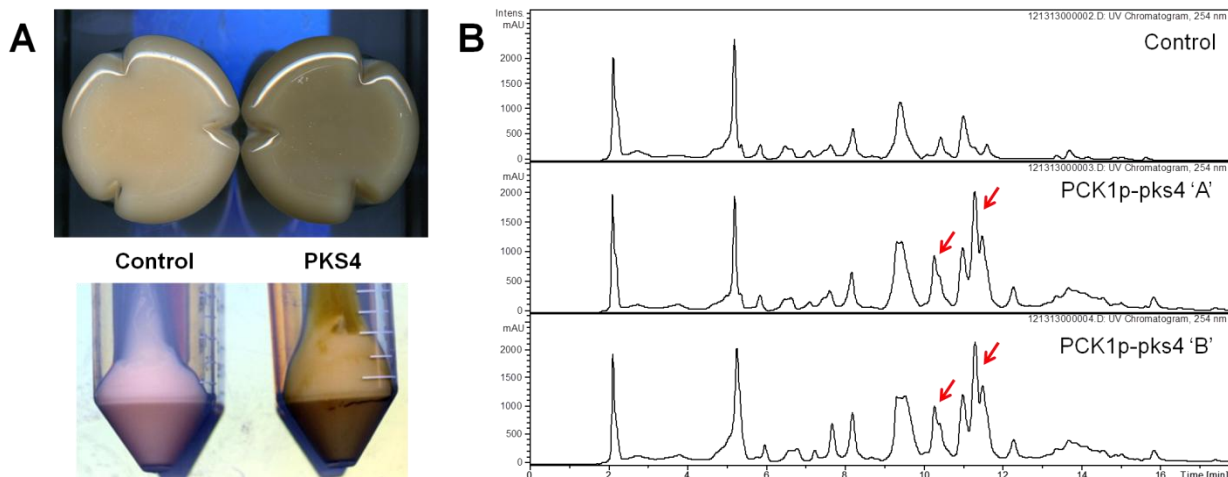 A
Control PKS4
B
Intens.
mAU
121313000002.D: UV Chromatogram, 254 nm
Control
2000
1500
1000
500
0
mAU
121313000003.D: UV Chromatogram, 254 nm
PCK1p-pks4 ‘A’
2000
1500
1000
500
0
mAU
121313000004.D: UV Chromatogram, 254 nm
PCK1p-pks4 ‘B’
2000
1500
1000
500
0
0 2 4 6 8 10 12 14 16 Time [min]